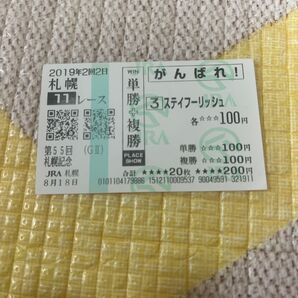 2019年2回2日
札幌
11レース
第55回 (GⅡ)
札幌記念
JRA 札幌
8月18日
WIN
単勝+複勝
PLACE SHOW
がんばれ!
3 ステイフーリッシュ
各☆☆☆100円
単勝 ☆☆☆100円
複勝 ☆☆☆100円
合計 ★★★★20枚 ★★★★200円